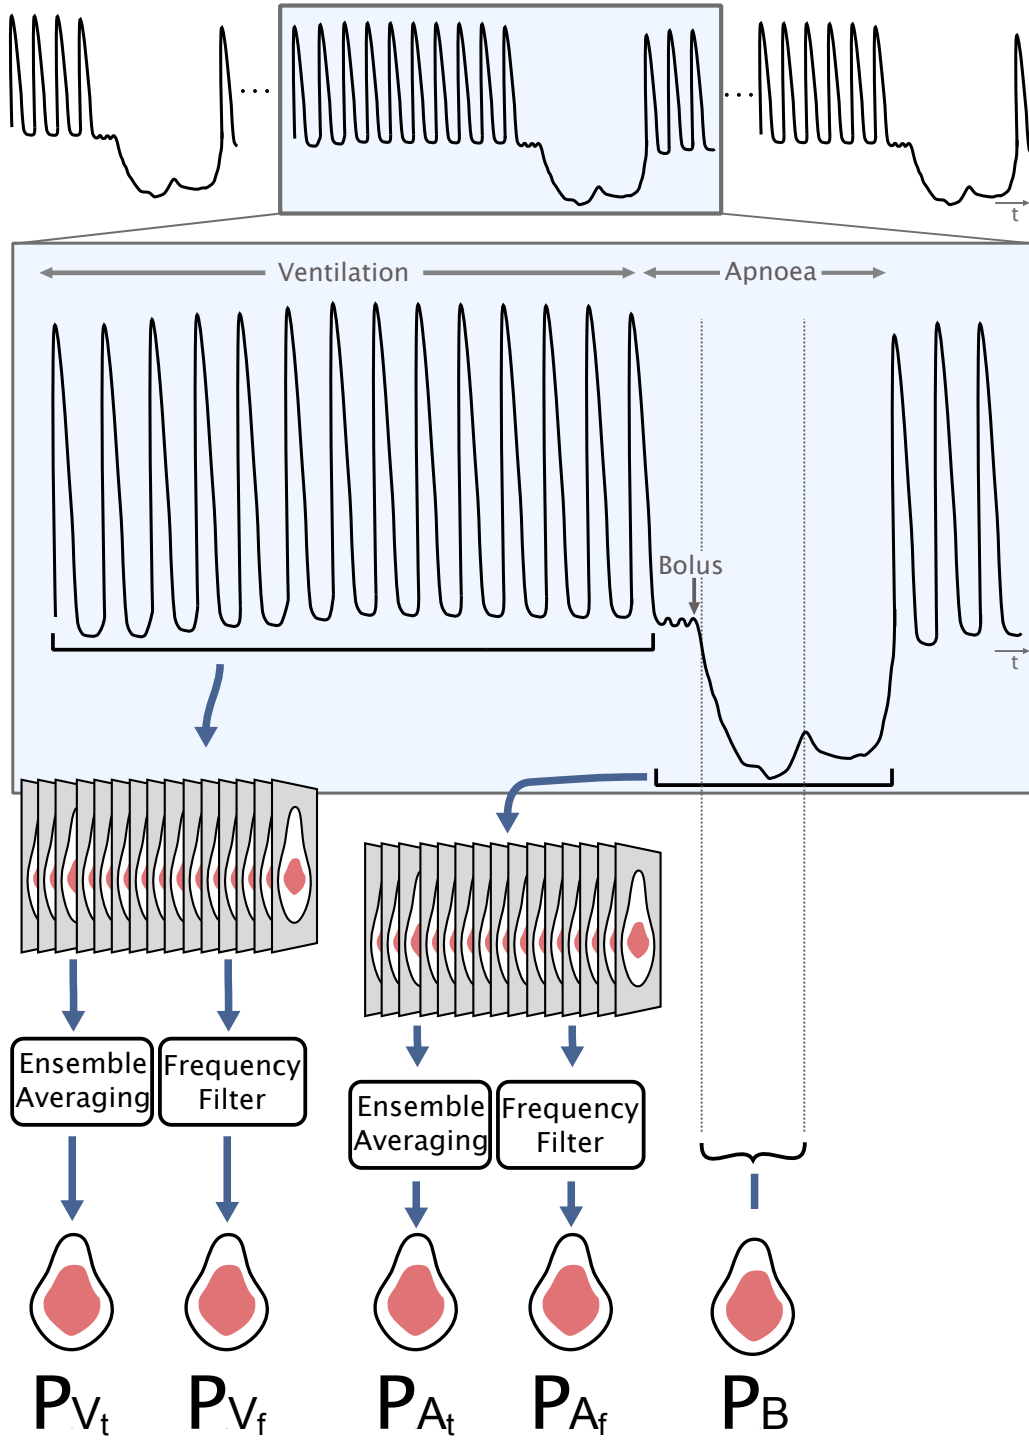 ...
...
t
Ventilation
Apnoea
Bolus
t
Ensemble
Averaging
Frequency
Filter
Ensemble
Averaging
Frequency
Filter
PVt
PVf
PAt
PAf
PB